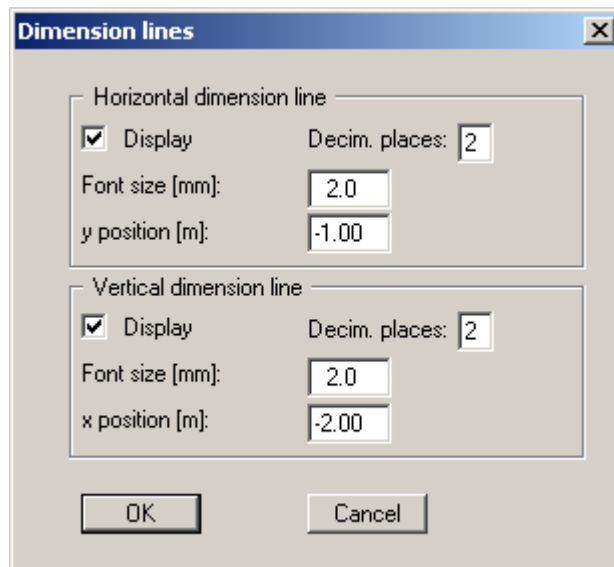 Dimension lines
Horizontal dimension line
Display Decim. places: 2
Font size [mm]: 2.0
y position [m]: -1.00
Vertical dimension line
Display Decim. places: 2
Font size [mm]: 2.0
x position [m]: -2.00
OK Cancel